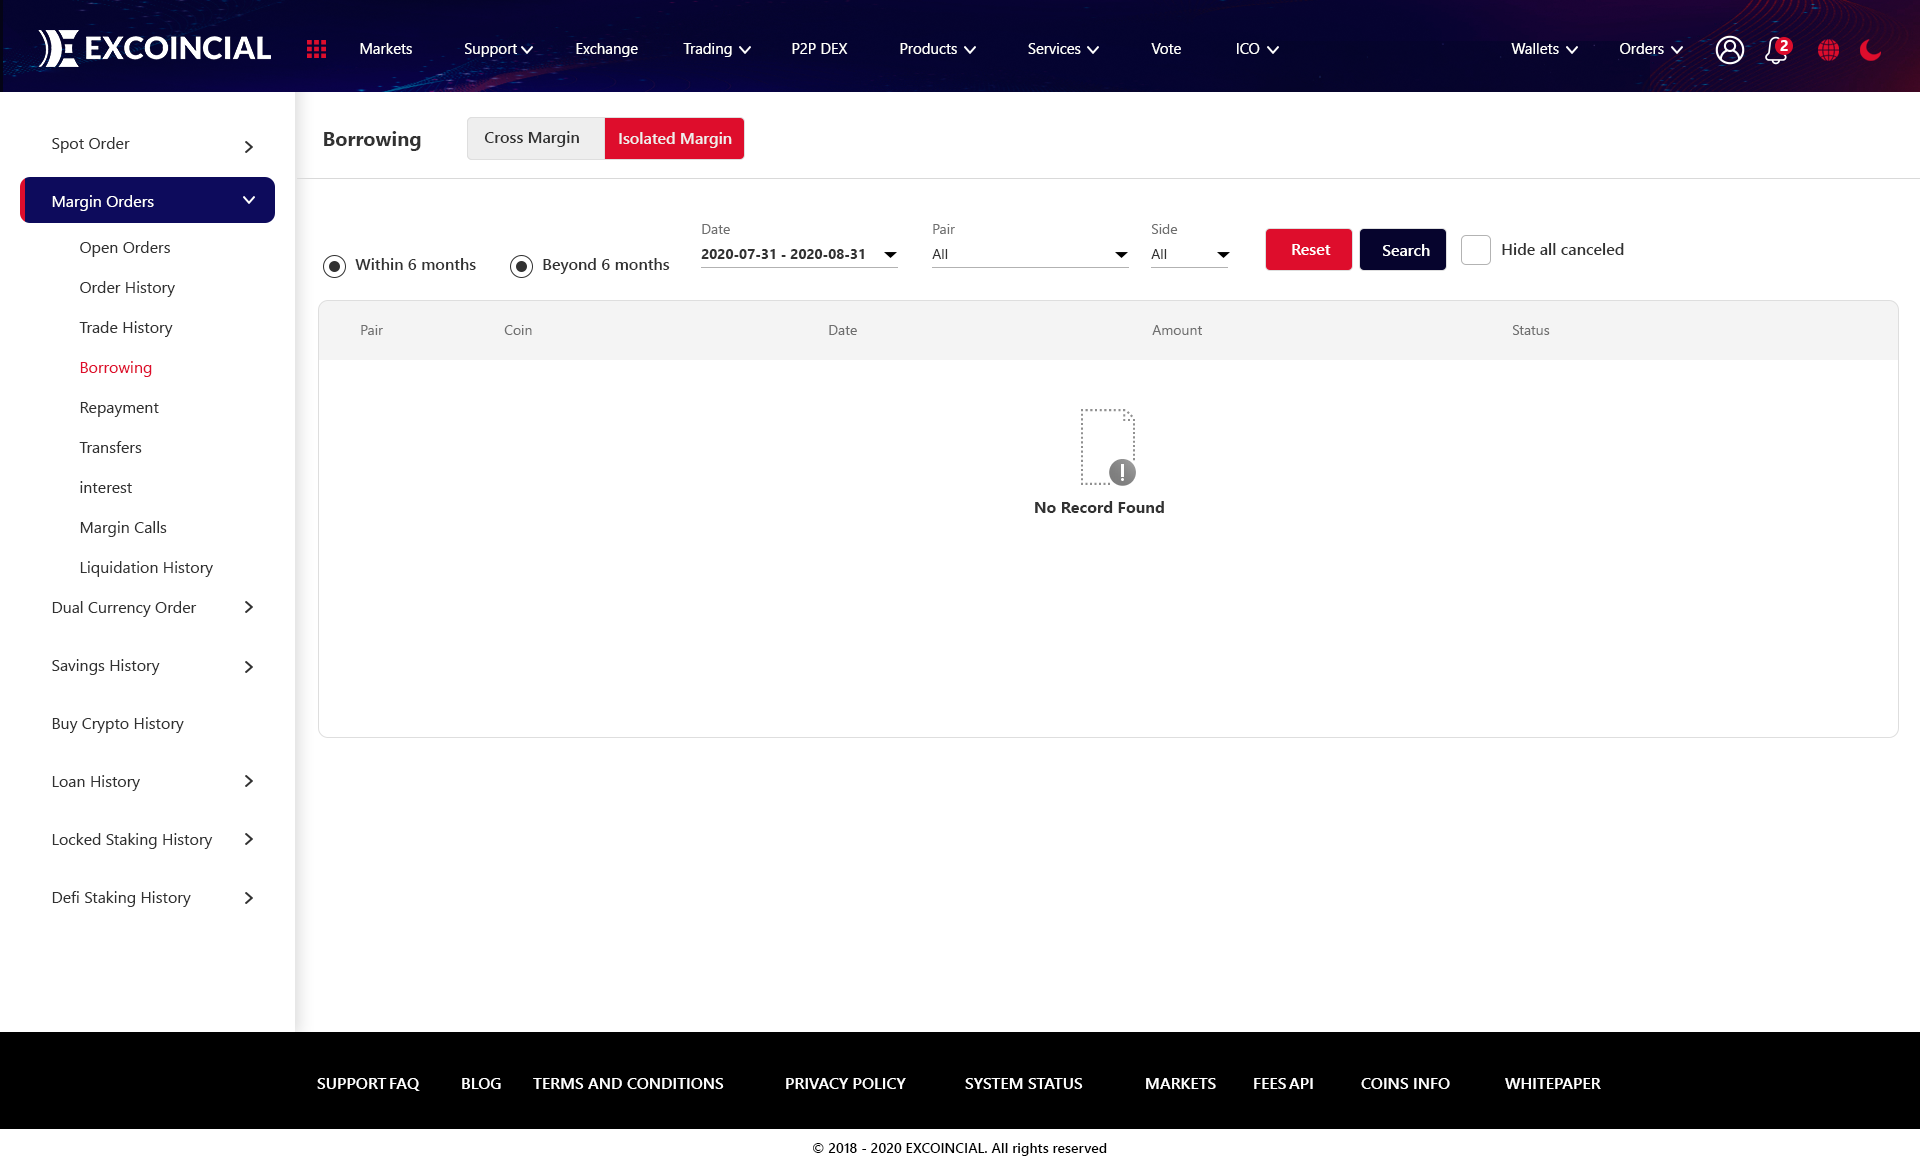 EXCOINCIAL
Markets Support Exchange Trading P2P DEX Products Services Vote ICO Wallets Orders 2
Spot Order
Margin Orders
Open Orders
Order History
Trade History
Borrowing
Repayment
Transfers
interest
Margin Calls
Liquidation History
Dual Currency Order
Savings History
Buy Crypto History
Loan History
Locked Staking History
Defi Staking History
Borrowing Cross Margin Isolated Margin
Within 6 months Beyond 6 months
Date
2020-07-31 - 2020-08-31
Pair
All
Side
All
Reset Search Hide all canceled
Pair Coin Date Amount Status
No Record Found
SUPPORT FAQ BLOG TERMS AND CONDITIONS PRIVACY POLICY SYSTEM STATUS MARKETS FEES API COINS INFO WHITEPAPER
© 2018 - 2020 EXCOINCIAL. All rights reserved